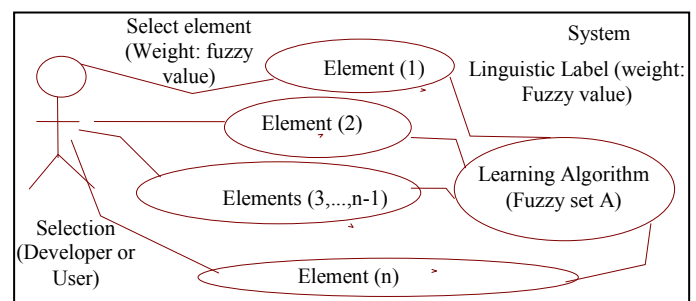 Select element
(Weight: fuzzy
value)
System
Element (1)
Linguistic Label (weight:
Fuzzy value)
Element (2)
Learning Algorithm
(Fuzzy set A)
Elements (3,...,n-1)
Selection
(Developer or
User)
Element (n)